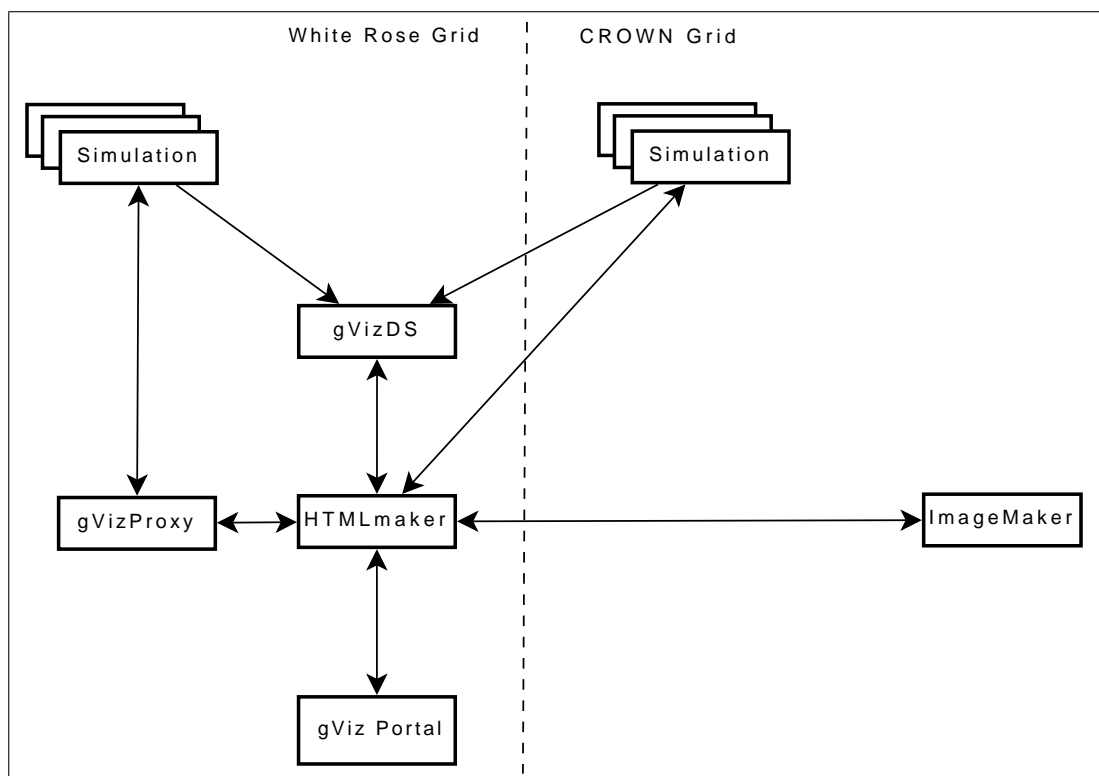 White Rose Grid
CROWN Grid
Simulation
Simulation
gVizDS
gVizProxy
HTMLmaker
ImageMaker
gViz Portal